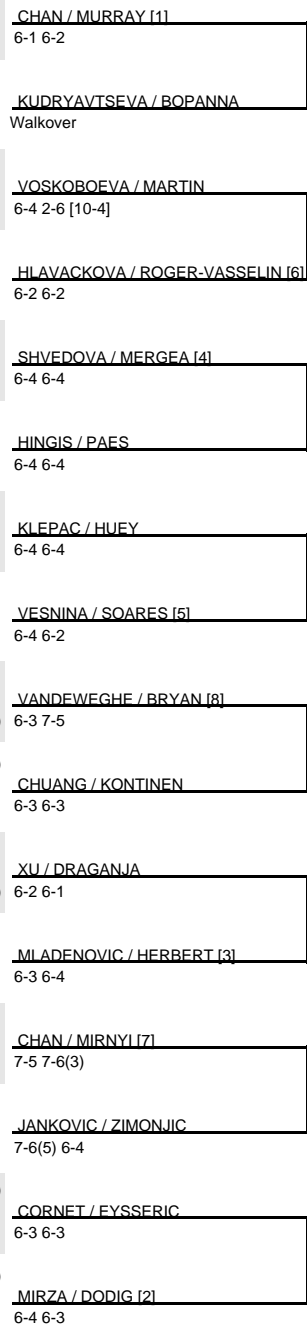 CHAN / MURRAY [1]
6-1 6-2
KUDRYAVTSEVA / BOPANNA
Walkover
VOSKOBOEVA / MARTIN
6-4 2-6 [10-4]
HLAVACKOVA / ROGER-VASSELIN [6]
6-2 6-2
SHVEDOVA / MERGEA [4]
6-4 6-4
HINGIS / PAES
6-4 6-4
KLEPAC / HUEY
6-4 6-4
VESNINA / SOARES [5]
6-4 6-2
VANDEWEGHE / BRYAN [8]
6-3 7-5
CHUANG / KONTINEN
6-3 6-3
XU / DRAGANJA
6-2 6-1
MLADENOVIC / HERBERT [3]
6-3 6-4
CHAN / MIRNYI [7]
7-5 7-6(3)
JANKOVIC / ZIMONJIC
7-6(5) 6-4
CORNET / EYSSERIC
6-3 6-3
MIRZA / DODIG [2]
6-4 6-3